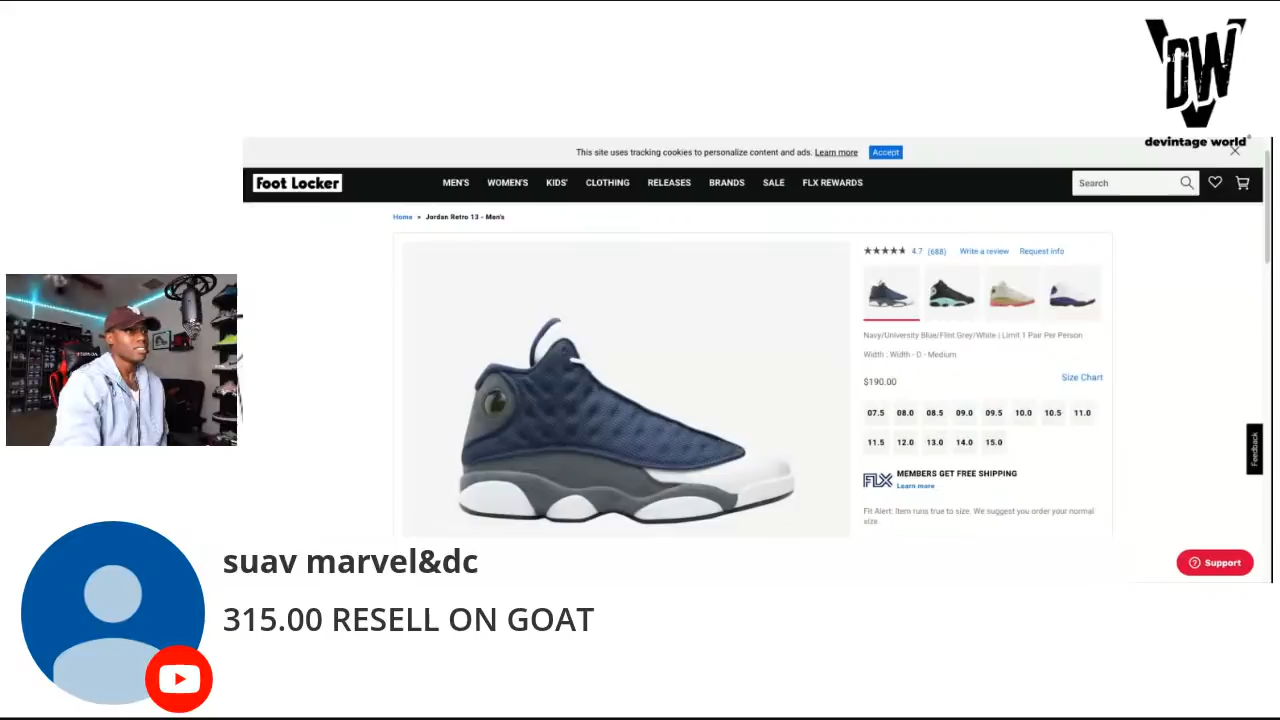 DW
devintage world
This site uses tracking cookies to personalize content and ads. Learn more Accept
Foot Locker MEN'S WOMEN'S KIDS' CLOTHING RELEASES BRANDS SALE FLX REWARDS Search
Home » Jordan Retro 13 - Men's
4.7 (688) Write a review Request info
Navy/University Blue/Flint Grey/White | Limit 1 Pair Per Person
Width . Width - D - Medium
$190.00 Size Chart
07.5 08.0 08.5 09.0 09.5 10.0 10.5 11.0
11.5 12.0 13.0 14.0 15.0
FLX MEMBERS GET FREE SHIPPING
Learn more
Fit Alert: Item runs true to size. We suggest you order your normal
size.
Feedback
Support
suav marvel&dc
315.00 RESELL ON GOAT